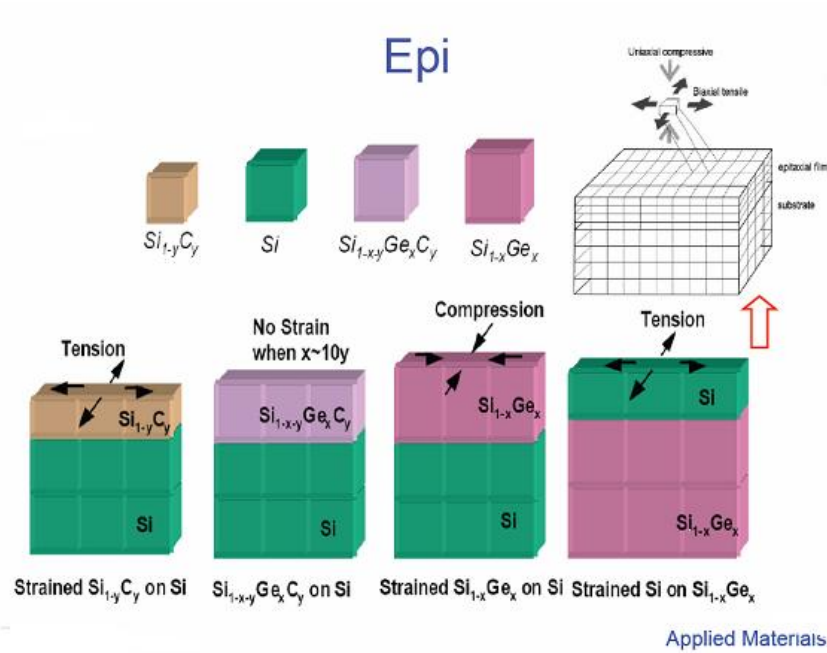 Epi
Uniaxial compressive
Biaxial tensile
epitaxial film
substrate
Si1-yCy
Si
Si1-x-yGexCy
Si1-xGex
Tension
No Strain
when x~10y
Compression
Tension
Si1-yCy
Si
Si1-x-yGexCy
Si
Si1-xGex
Si
Si
Si1-xGex
Strained Si1-yCy on Si
Si1-x-yGexCy on Si
Strained Si1-xGex on Si
Strained Si on Si1-xGex
Applied Materials